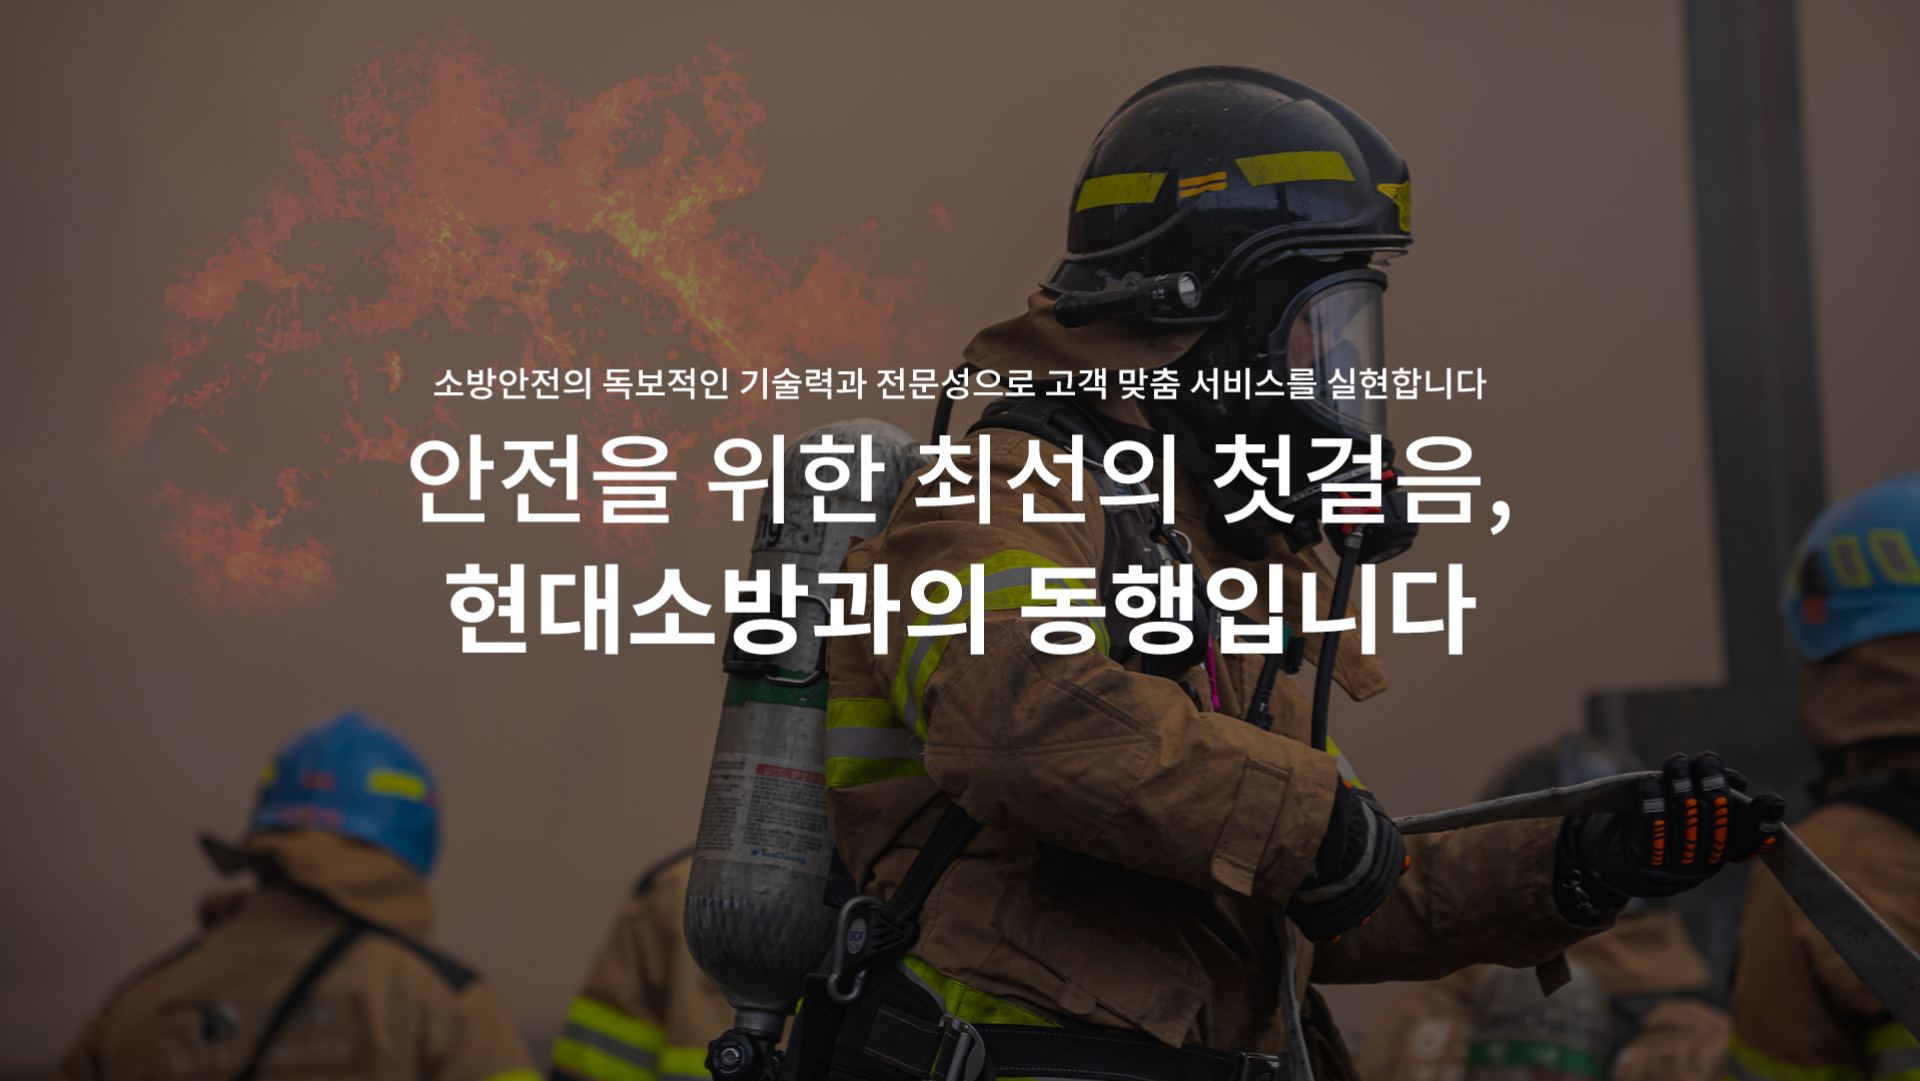 소방안전의 독보적인 기술력과 전문성으로 고객 맞춤 서비스를 실현합니다
안전을 위한 최선의 첫걸음,
현대소방과의 동행입니다
SCA